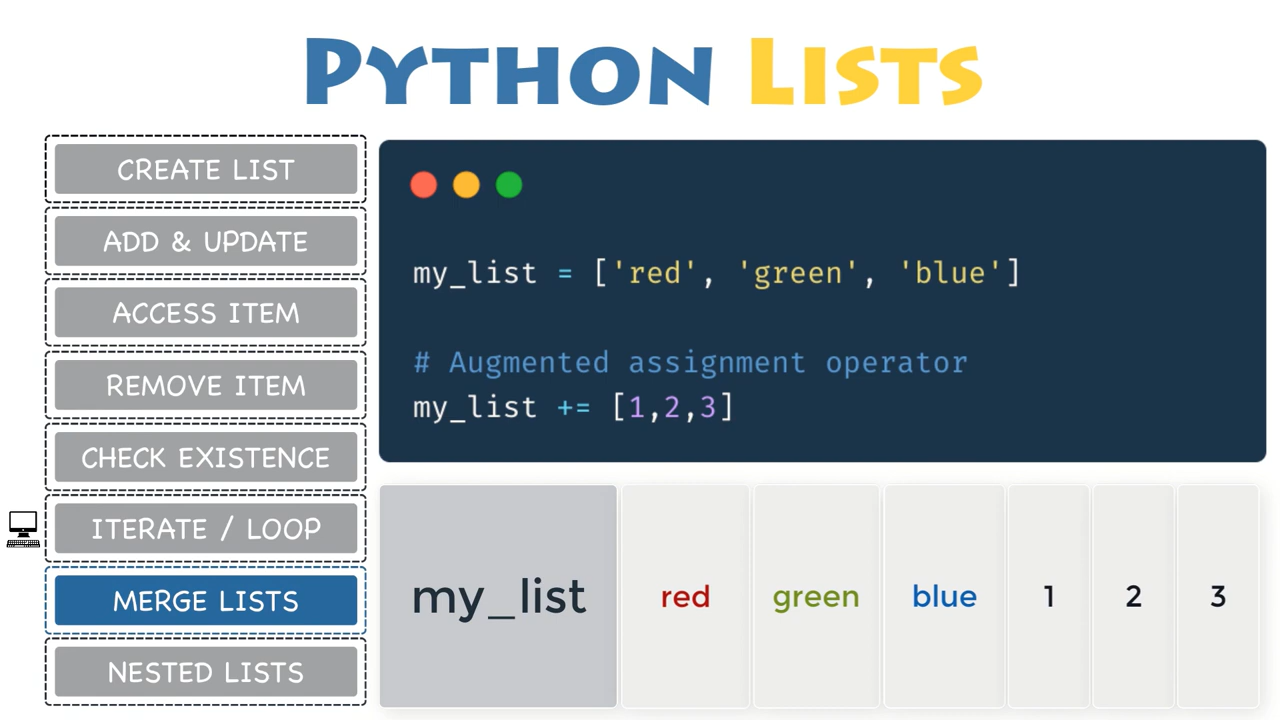 PYTHON LISTS
CREATE LIST
ADD & UPDATE
ACCESS ITEM
REMOVE ITEM
CHECK EXISTENCE
ITERATE / LOOP
MERGE LISTS
NESTED LISTS
my_list = ['red', 'green', 'blue']
# Augmented assignment operator
my_list += [1,2,3]
my_list red green blue 1 2 3